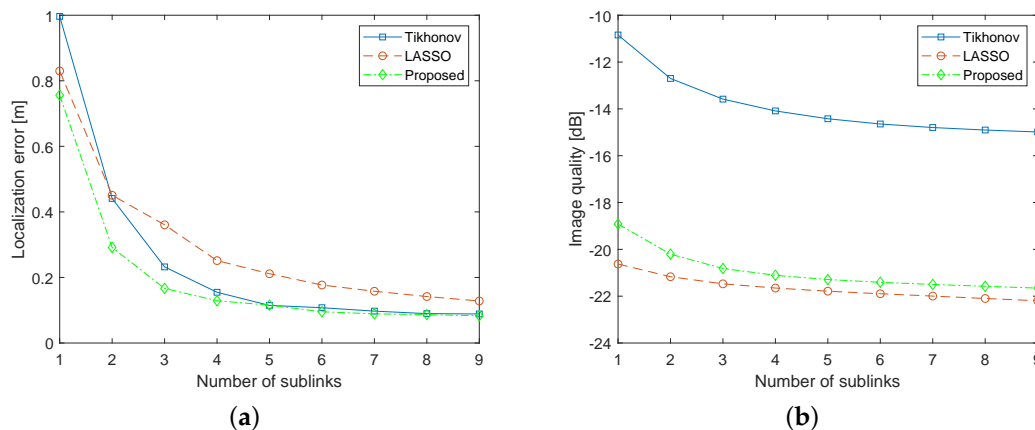 1
0.8
0.6
0.4
0.2
0
1 2 3 4 5 6 7 8 9
Localization error [m]
Number of sublinks
Tikhonov
LASSO
Proposed
(a)
-10
-12
-14
-16
-18
-20
-22
-24
1 2 3 4 5 6 7 8 9
Image quality [dB]
Number of sublinks
Tikhonov
LASSO
Proposed
(b)